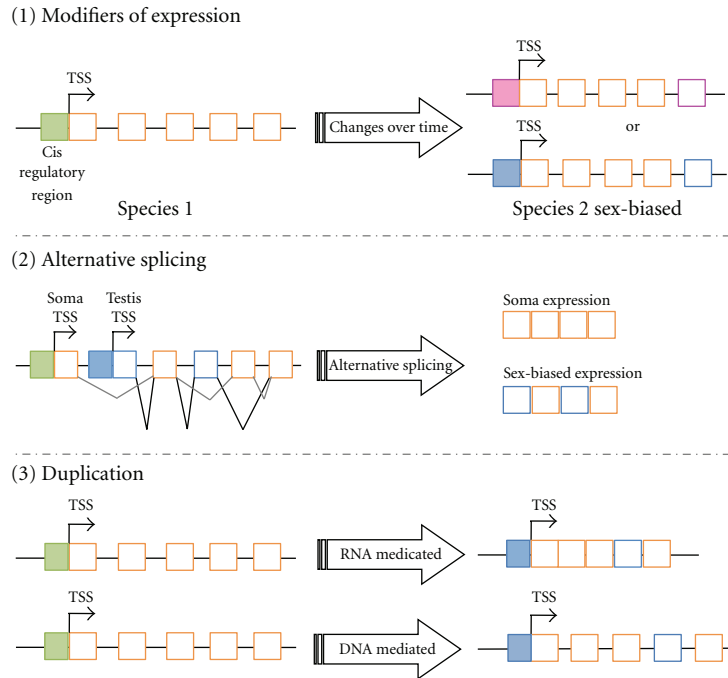 (1) Modifiers of expression
TSS
TSS
Changes over time
or
TSS
Cis
regulatory
region
Species 1
Species 2 sex-biased
(2) Alternative splicing
Soma
TSS
Testis
TSS
Alternative splicing
Soma expression
Sex-biased expression
(3) Duplication
TSS
RNA medicated
TSS
TSS
DNA mediated
TSS